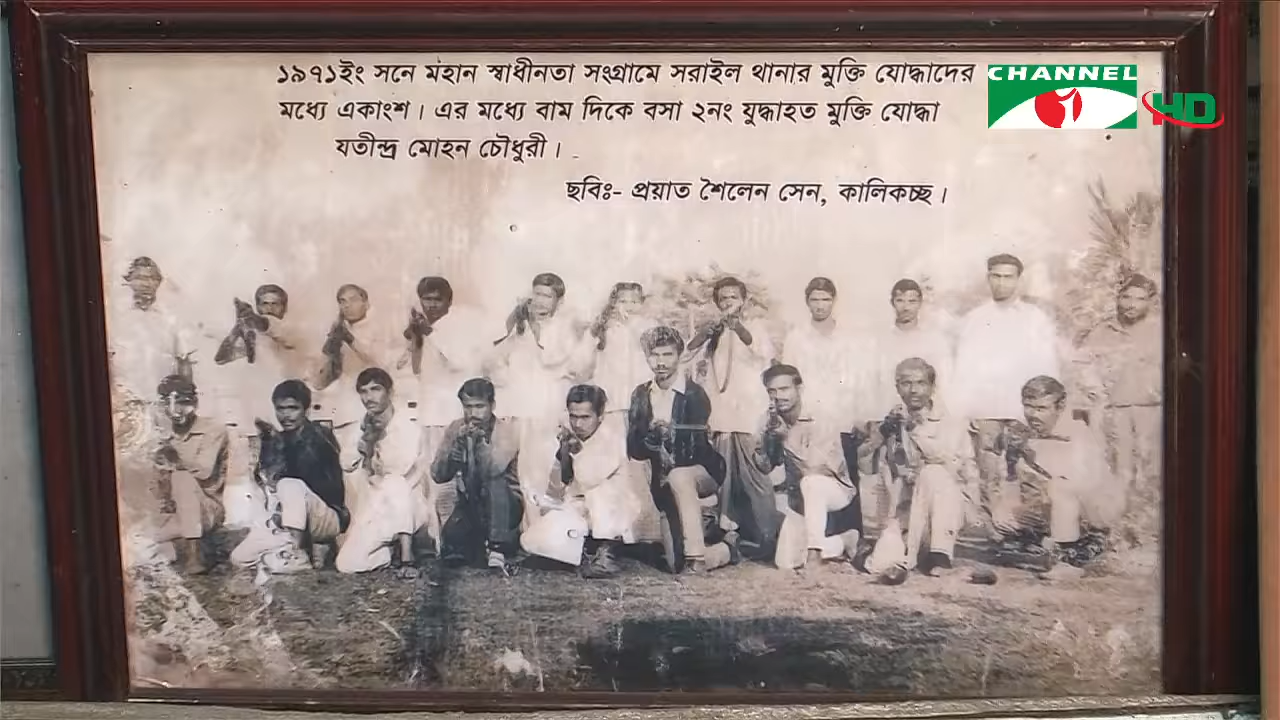 ১৯৭১ইং সনে মহান স্বাধীনতা সংগ্রামে সরাইল থানার মুক্তি যোদ্ধাদের
মধ্যে একাংশ। এর মধ্যে বাম দিকে বসা ২নং যুদ্ধাহত মুক্তি যোদ্ধা
যতীন্দ্র মোহন চৌধুরী।
ছবিঃ- প্রয়াত শৈলেন সেন, কালিকচ্ছ।
CHANNEL
i HD